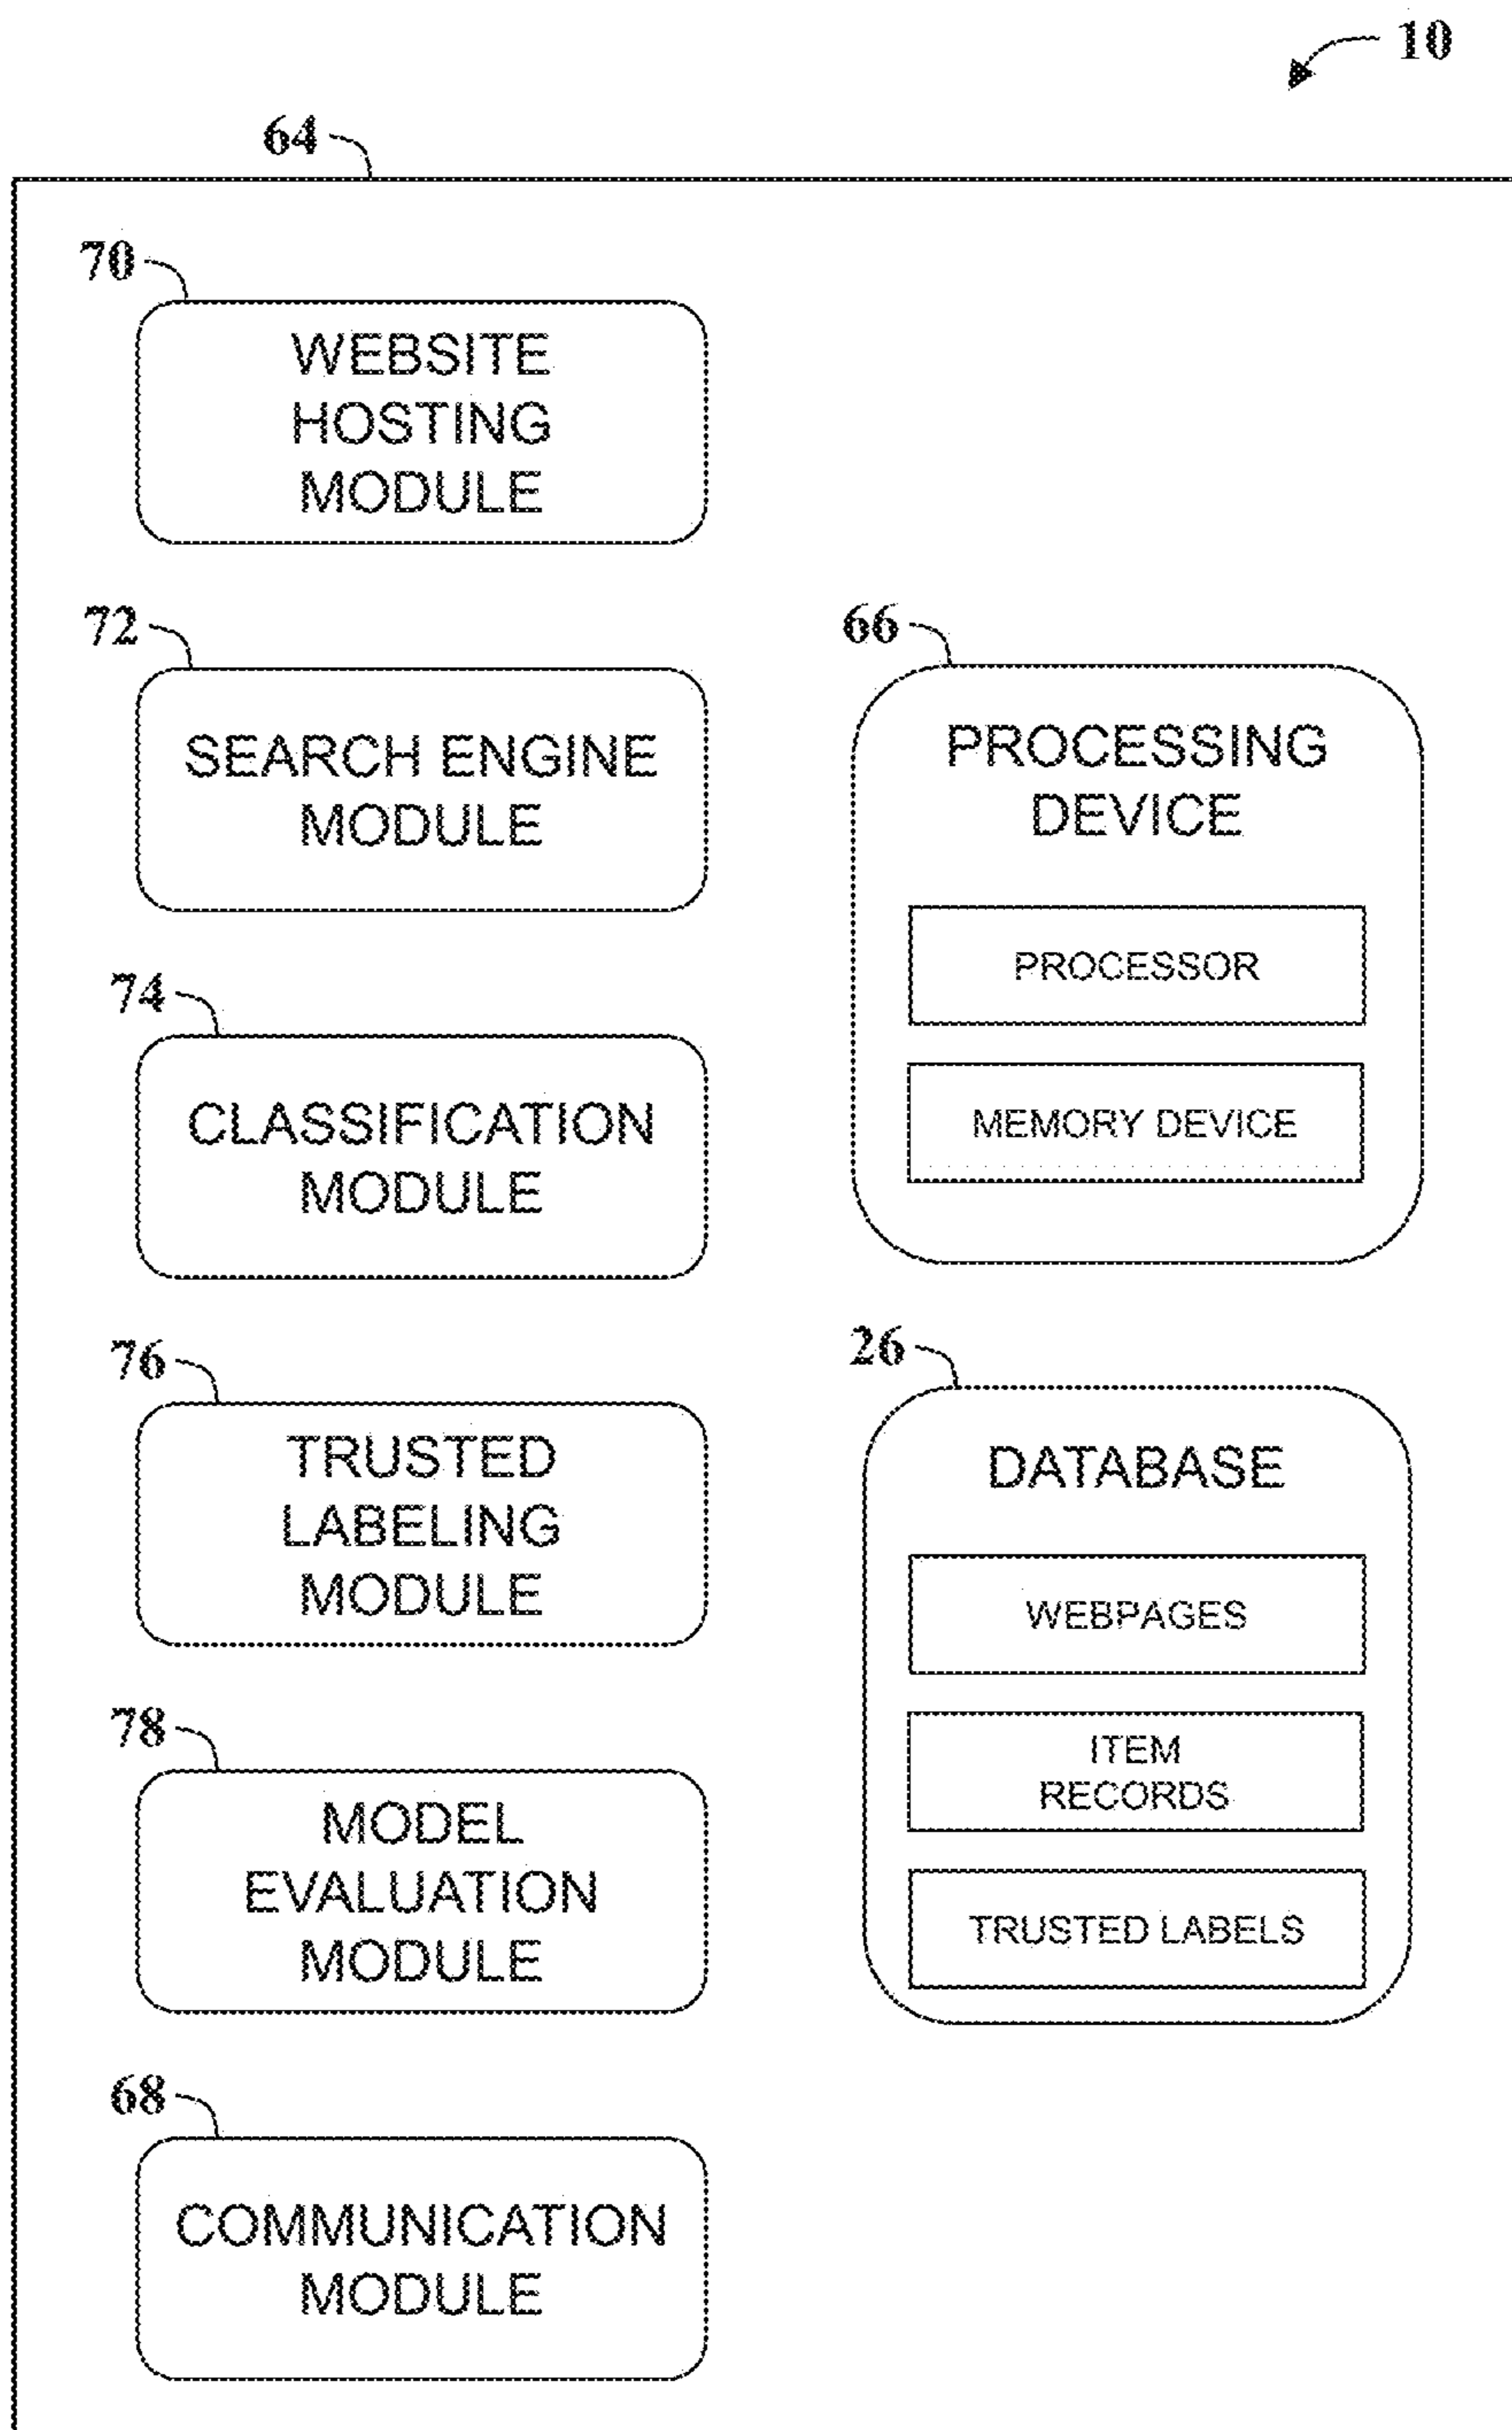 10
64
70
WEBSITE
HOSTING
MODULE
72
SEARCH ENGINE
MODULE
74
CLASSIFICATION
MODULE
76
TRUSTED
LABELING
MODULE
78
MODEL
EVALUATION
MODULE
68
COMMUNICATION
MODULE
66
PROCESSING
DEVICE
PROCESSOR
MEMORY DEVICE
26
DATABASE
WEBPAGES
ITEM
RECORDS
TRUSTED LABELS